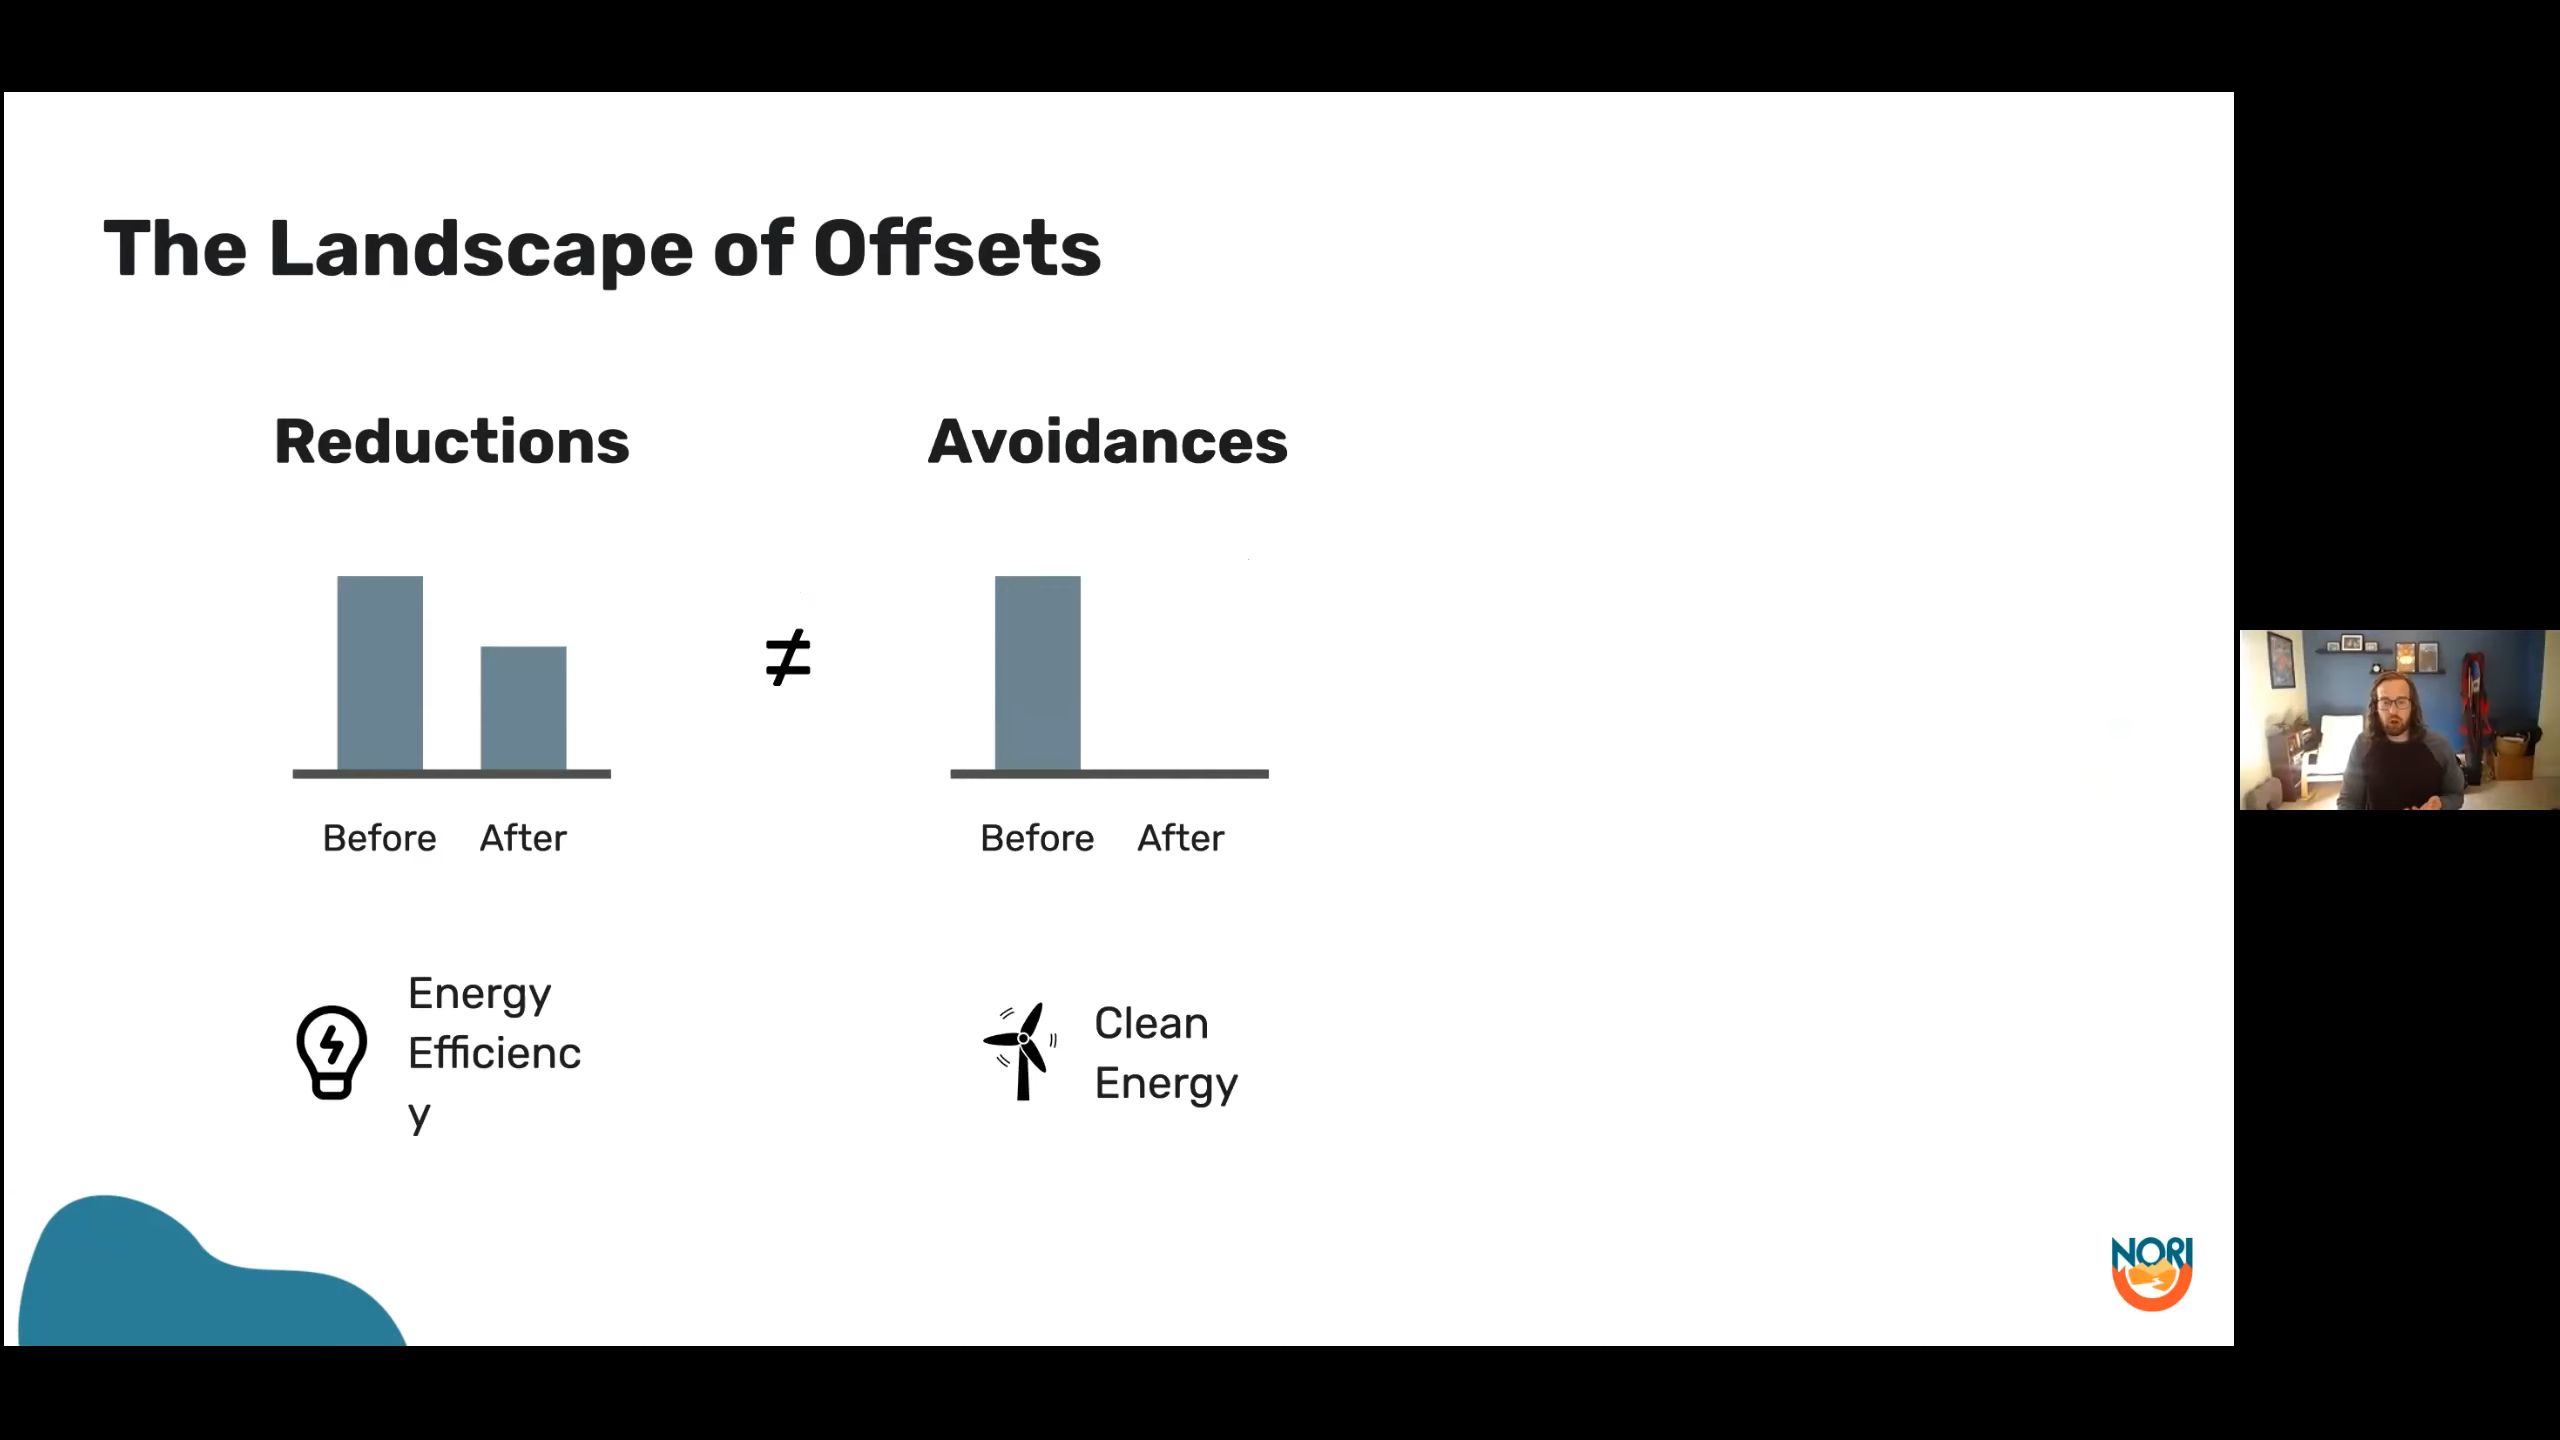 The Landscape of Offsets
Reductions
Avoidances
≠
Before After
Before After
Energy
Efficienc
y
Clean
Energy
NORI